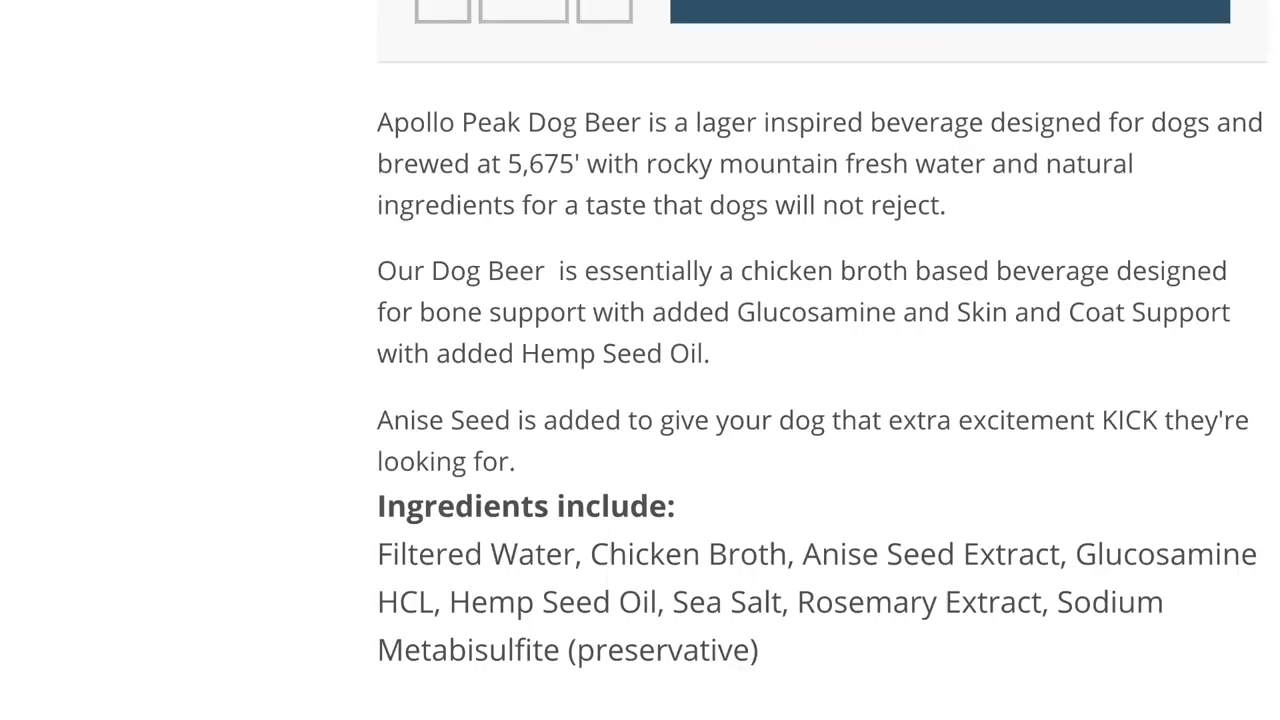 Apollo Peak Dog Beer is a lager inspired beverage designed for dogs and
brewed at 5,675' with rocky mountain fresh water and natural
ingredients for a taste that dogs will not reject.
Our Dog Beer  is essentially a chicken broth based beverage designed
for bone support with added Glucosamine and Skin and Coat Support
with added Hemp Seed Oil.
Anise Seed is added to give your dog that extra excitement KICK they're
looking for.
Ingredients include:
Filtered Water, Chicken Broth, Anise Seed Extract, Glucosamine
HCL, Hemp Seed Oil, Sea Salt, Rosemary Extract, Sodium
Metabisulfite (preservative)